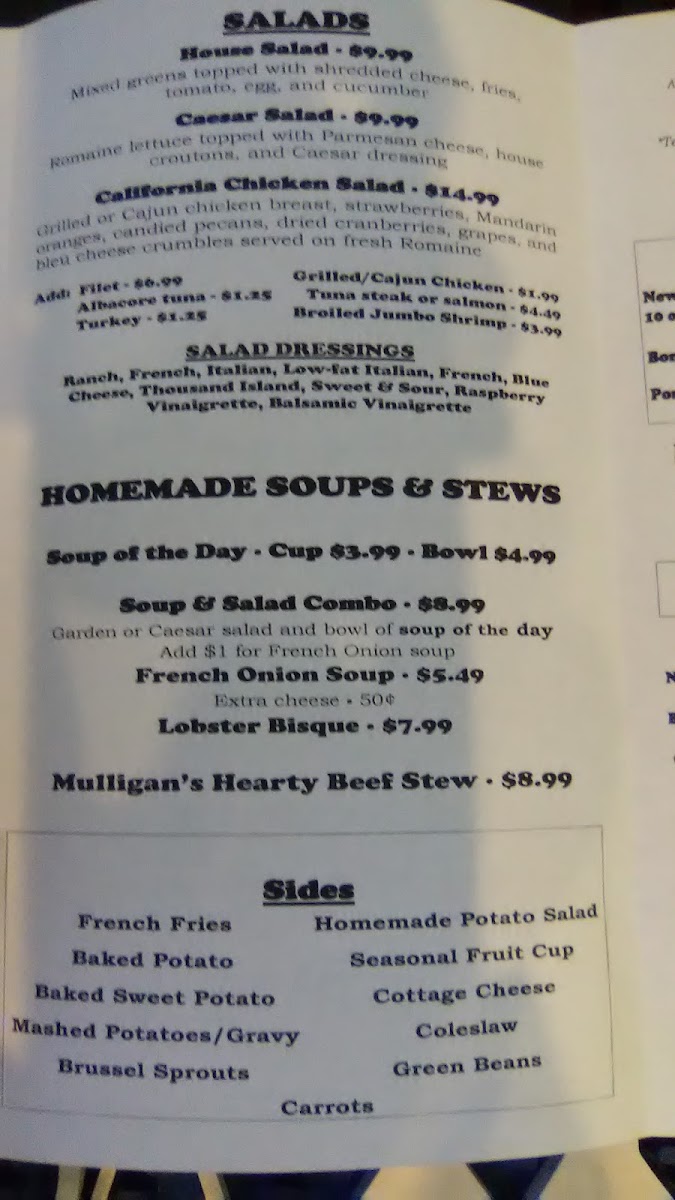 SALADS
House Salad - $9.99
Mixed greens topped with shredded cheese, fries,
tomato, egg, and cucumber
Caesar Salad - $9.99
Romaine lettuce topped with Parmesan cheese, house
croutons, and Caesar dressing
California Chicken Salad - $14.99
Grilled or Cajun chicken breast, strawberries, Mandarin
oranges, candied pecans, dried cranberries, grapes, and
bleu cheese crumbles served on fresh Romaine
Add: Filet - $6.99
Albacore tuna - $1.25
Turkey - $1.25
Grilled/Cajun Chicken - $1.99
Tuna steak or salmon - $4.49
Broiled Jumbo Shrimp - $3.99
SALAD DRESSINGS
Ranch, French, Italian, Low-fat Italian, French, Blue
Cheese, Thousand Island, Sweet & Sour, Raspberry
Vinaigrette, Balsamic Vinaigrette
HOMEMADE SOUPS & STEWS
Soup of the Day - Cup $3.99 - Bowl $4.99
Soup & Salad Combo - $8.99
Garden or Caesar salad and bowl of soup of the day
Add $1 for French Onion soup
French Onion Soup - $5.49
Extra cheese - 50¢
Lobster Bisque - $7.99
Mulligan's Hearty Beef Stew - $8.99
Sides
French Fries
Baked Potato
Baked Sweet Potato
Mashed Potatoes/Gravy
Brussel Sprouts
Homemade Potato Salad
Seasonal Fruit Cup
Cottage Cheese
Coleslaw
Green Beans
Carrots